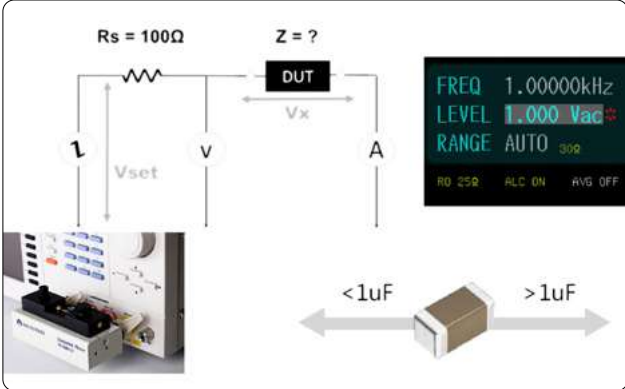 Rs = 100Ω
Z = ?
DUT
Vx
Vset
V
A
FREQ 1.00000kHz
LEVEL 1.000 Vac*
RANGE AUTO 30Ω
RO 25Ω ALC ON AVG OFF
<1uF
>1uF